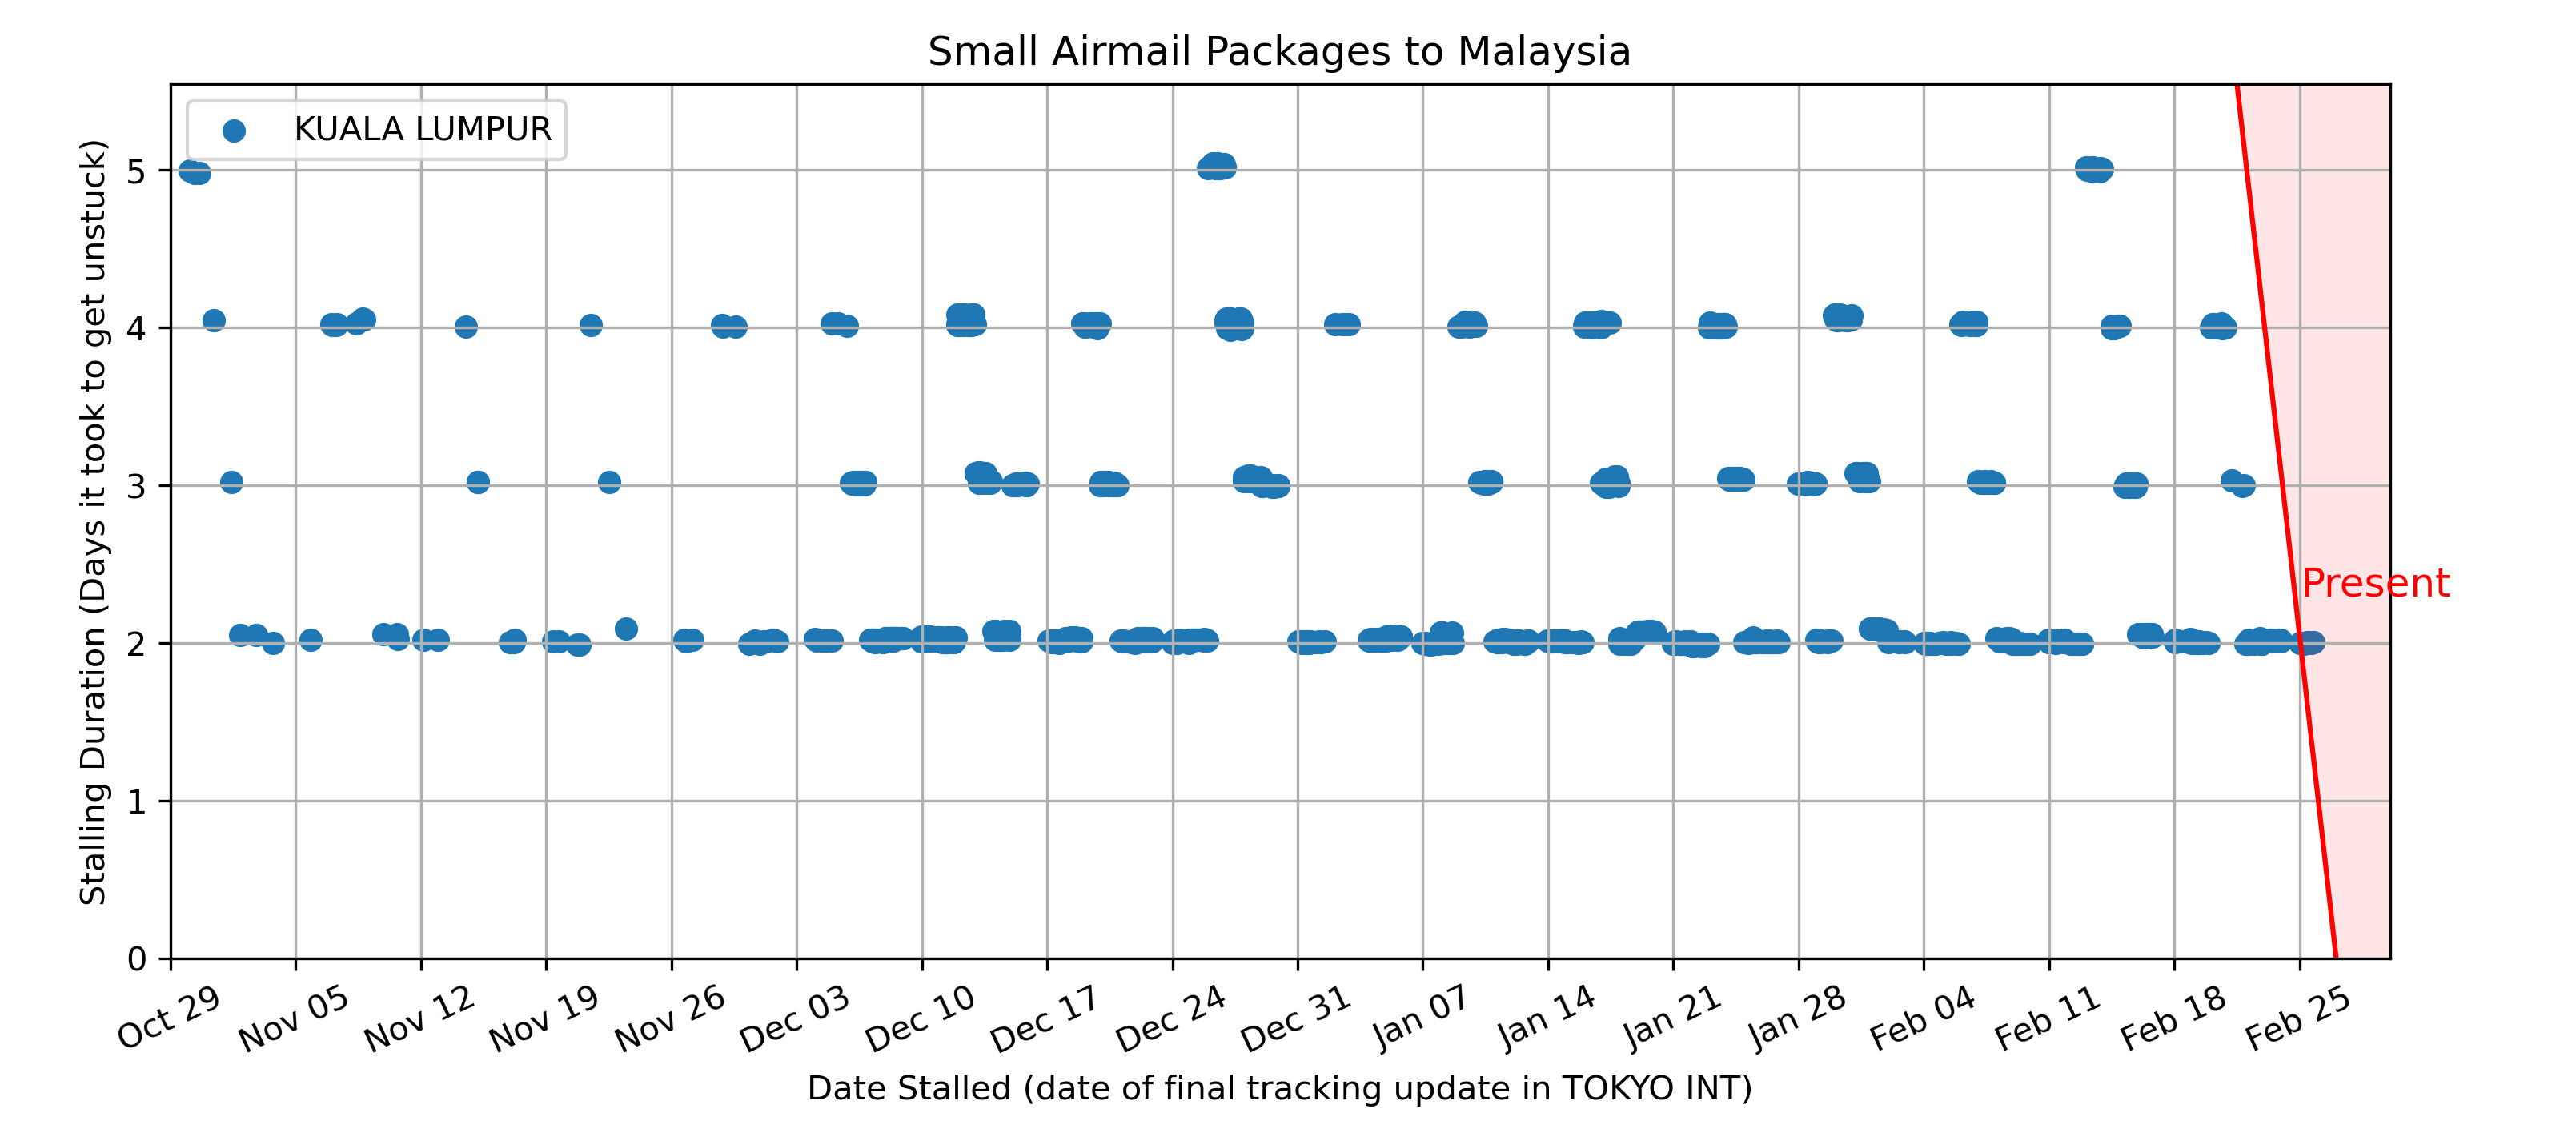 Small Airmail Packages to Malaysia
KUALA LUMPUR
Stalling Duration (Days it took to get unstuck)
5
4
3
2
1
0
Present
Oct 29 Nov 05 Nov 12 Nov 19 Nov 26 Dec 03 Dec 10 Dec 17 Dec 24 Dec 31 Jan 07 Jan 14 Jan 21 Jan 28 Feb 04 Feb 11 Feb 18 Feb 25
Date Stalled (date of final tracking update in TOKYO INT)